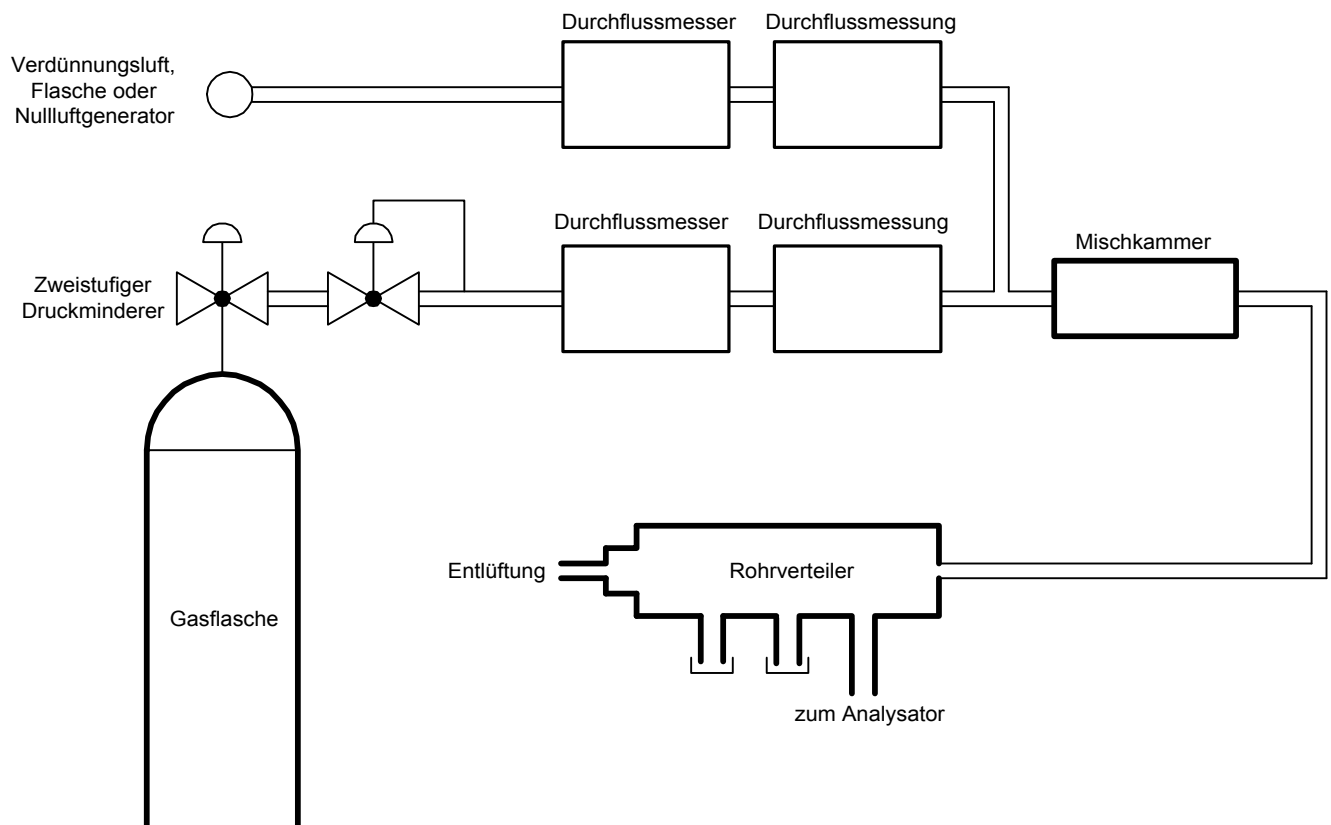 Durchflussmesser
Durchflussmessung
Verdünnungsluft,
Flasche oder
Nullluftgenerator
Durchflussmesser
Durchflussmessung
Mischkammer
Zweistufiger
Druckminderer
Entlüftung
Rohrverteiler
Gasflasche
zum Analysator